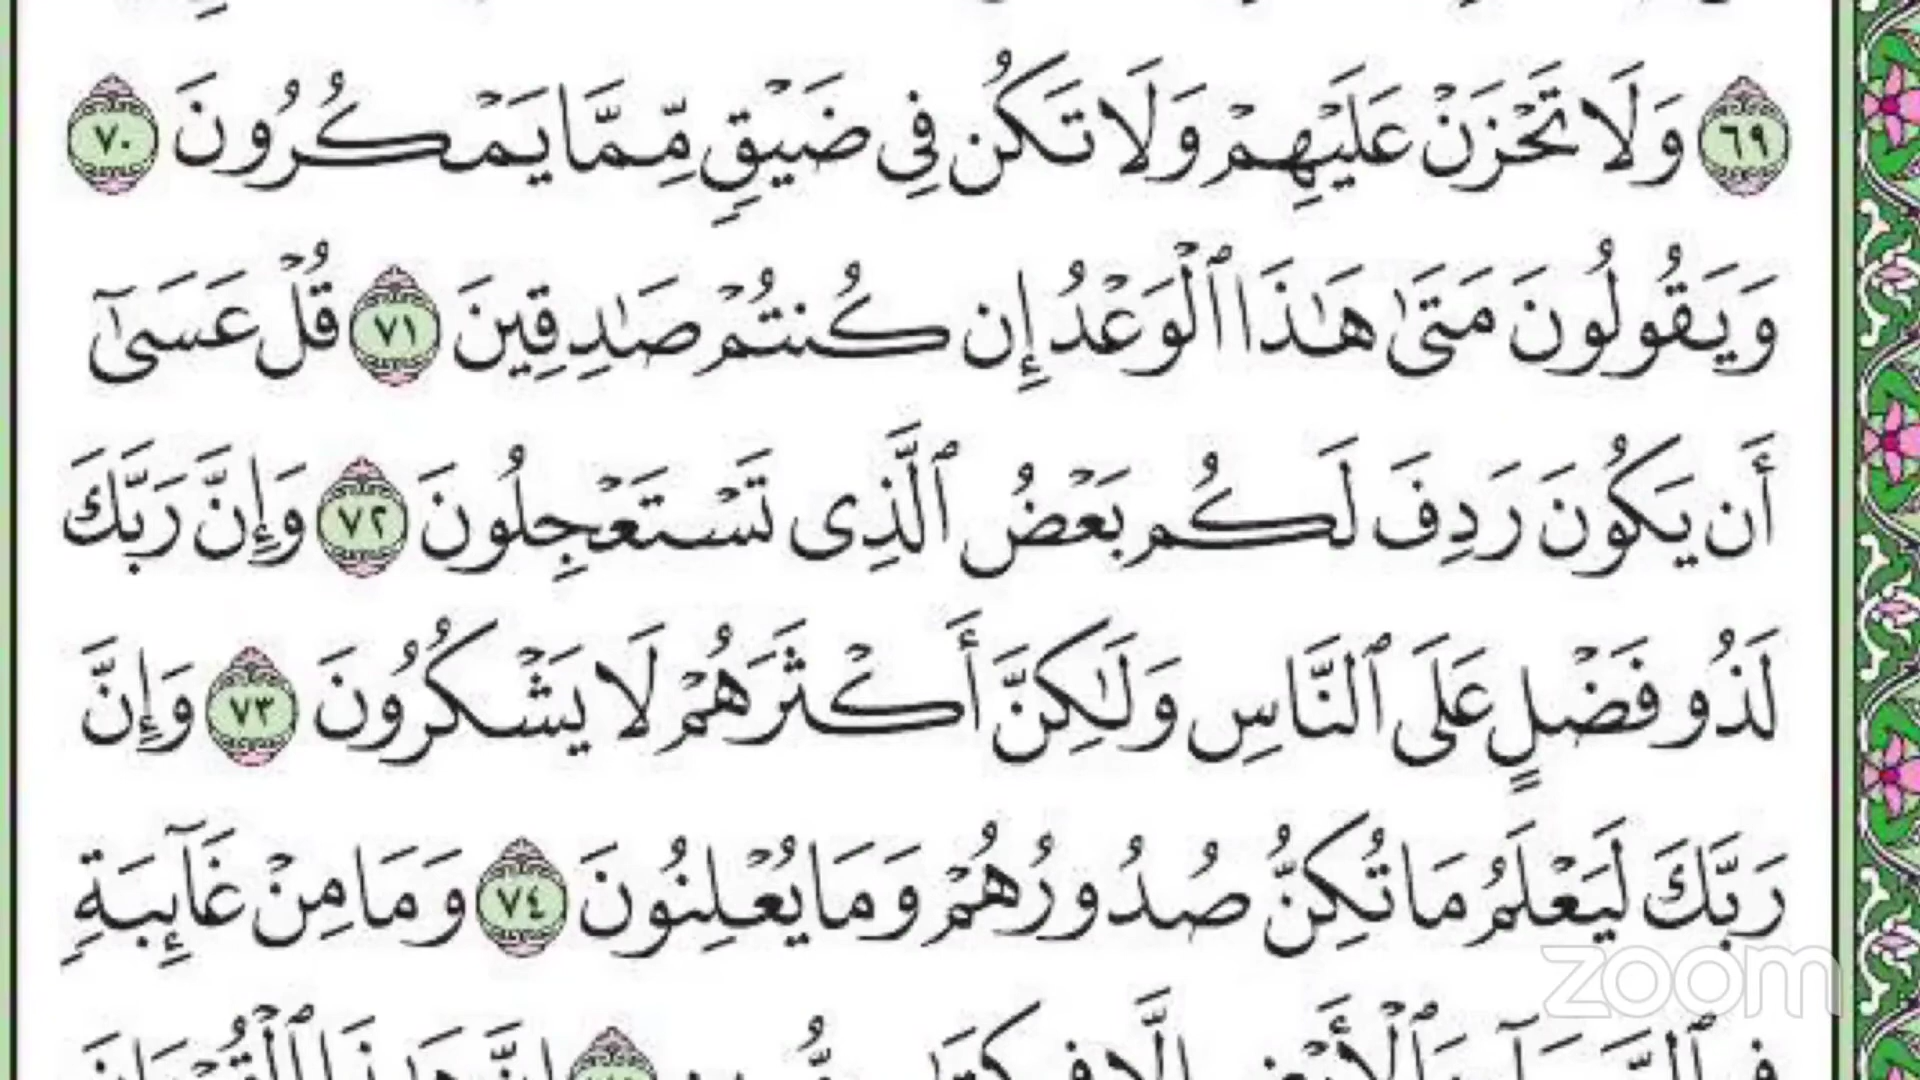 ٦٩ وَلَا تَحْزَنْ عَلَيْهِمْ وَلَا تَكُن فِى ضَيْقٍ مِّمَّا يَمْكُرُونَ ٧٠
وَيَقُولُونَ مَتَىٰ هَـٰذَا ٱلْوَعْدُ إِن كُنتُمْ صَـٰدِقِينَ ٧١ قُلْ عَسَىٰٓ
أَن يَكُونَ رَدِفَ لَكُم بَعْضُ ٱلَّذِى تَسْتَعْجِلُونَ ٧٢ وَإِنَّ رَبَّكَ
لَذُو فَضْلٍ عَلَى ٱلنَّاسِ وَلَـٰكِنَّ أَكْثَرَهُمْ لَا يَشْكُرُونَ ٧٣ وَإِنَّ
رَبَّكَ لَيَعْلَمُ مَا تُكِنُّ صُدُورُهُمْ وَمَا يُعْلِنُونَ ٧٤ وَمَا مِنْ غَآئِبَةٍ
zoom